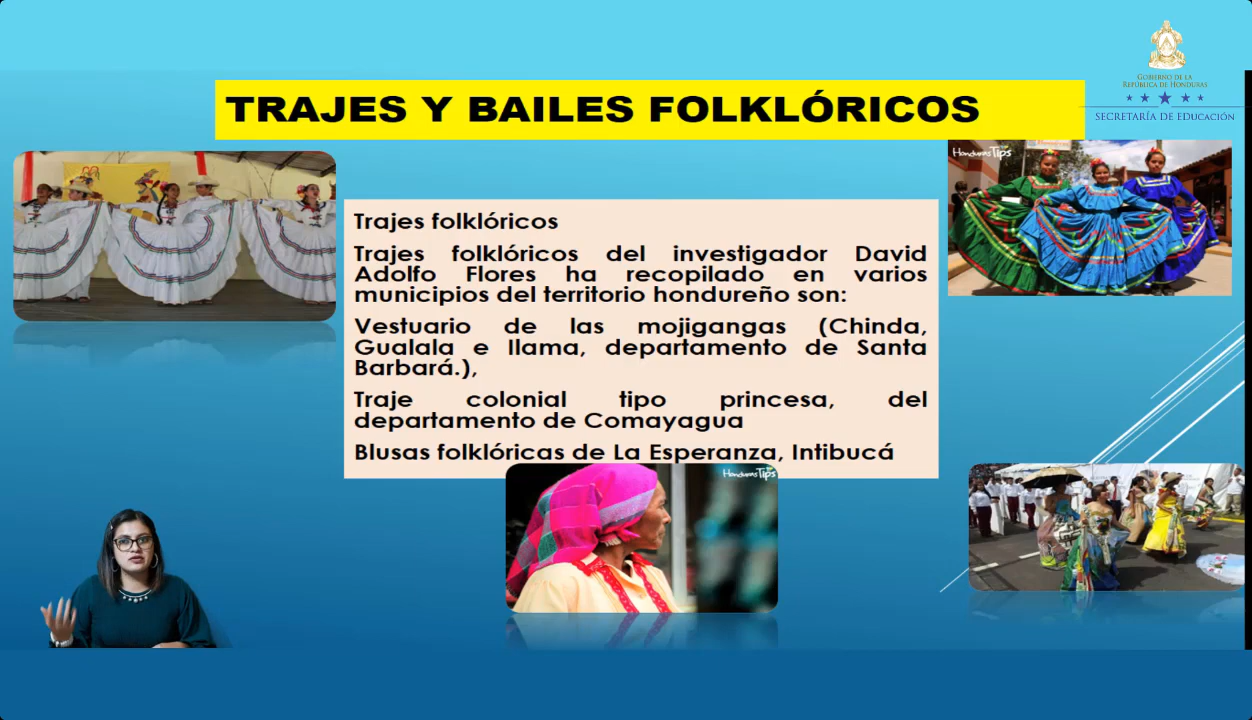 GOBIERNO DE LA
REPÚBLICA DE HONDURAS
SECRETARÍA DE EDUCACIÓN
TRAJES Y BAILES FOLKLÓRICOS
HondurasTips
Trajes folklóricos
Trajes folklóricos del investigador David
Adolfo Flores ha recopilado en varios
municipios del territorio hondureño son:
Vestuario de las mojigangas (Chinda,
Gualala e Ilama, departamento de Santa
Barbará.),
Traje colonial tipo princesa, del
departamento de Comayagua
Blusas folklóricas de La Esperanza, Intibucá
HondurasTips